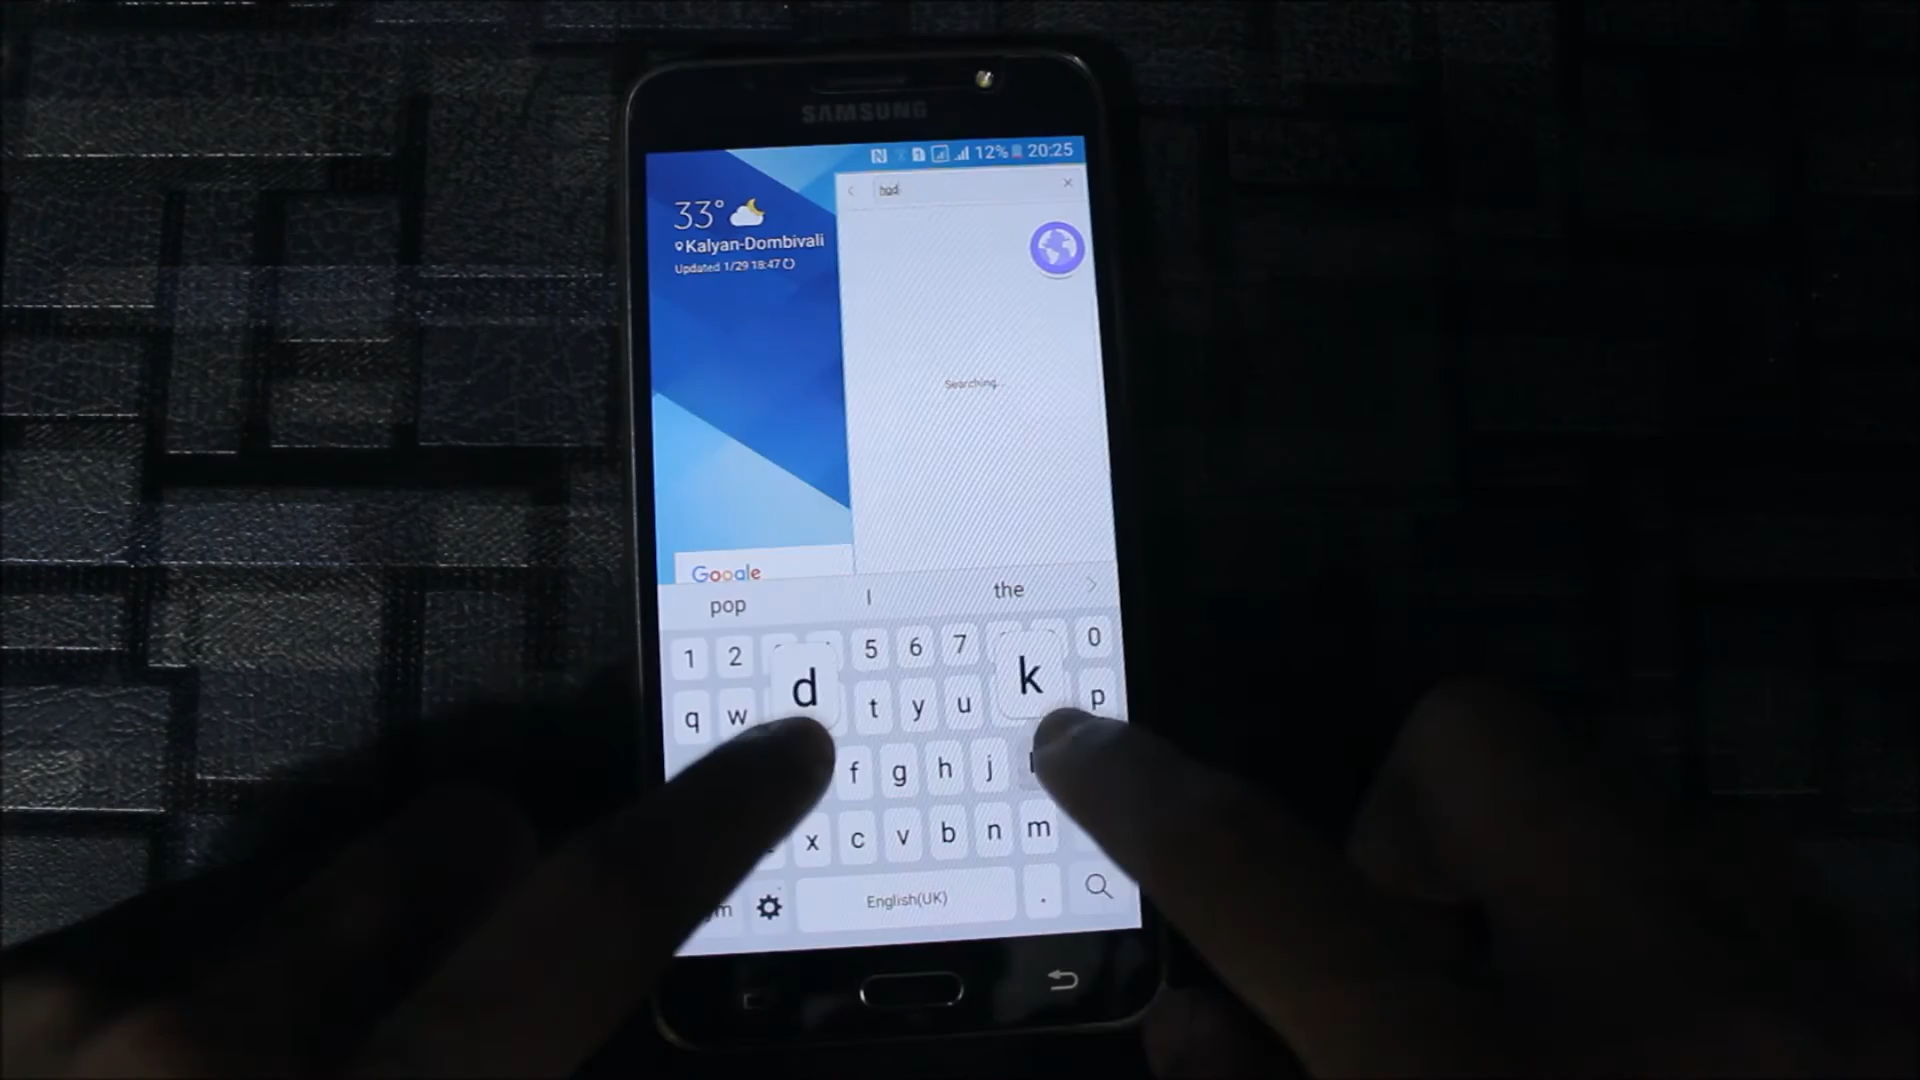 SAMSUNG
12% 20:25
33°
Kalyan-Dombivali
Updated 1/29 18:47
Searching...
Google
pop I the
1 2 5 6 7 0
d k
q w t y u p
f g h j
x c v b n m
English(UK) .